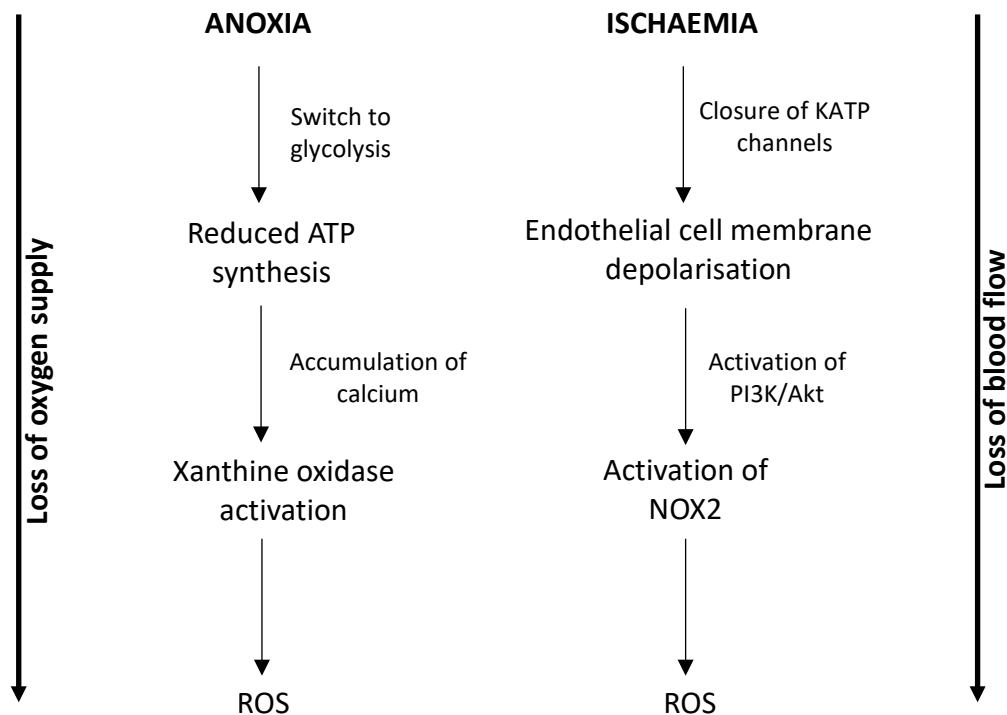 ANOXIA
Switch to
glycolysis
Reduced ATP
synthesis
Accumulation of
calcium
Xanthine oxidase
activation
ROS
ISCHAEMIA
Closure of KATP
channels
Endothelial cell membrane
depolarisation
Activation of
PI3K/Akt
Activation of
NOX2
ROS
Loss of oxygen supply
Loss of blood flow